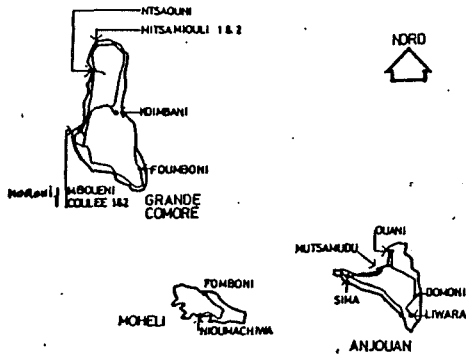 NTSAOUNI
MITSAMIOULI 1 & 2
NORD
KOIMBANI
FOUMBONI
MORONI
MBOUENI
COULEE 1&2
GRANDE
COMORE
OUANI
MUTSAMUDU
FOMBONI
DOMONI
SIMA
LIWARA
MOHELI
NIOUMACHIWA
ANJOUAN